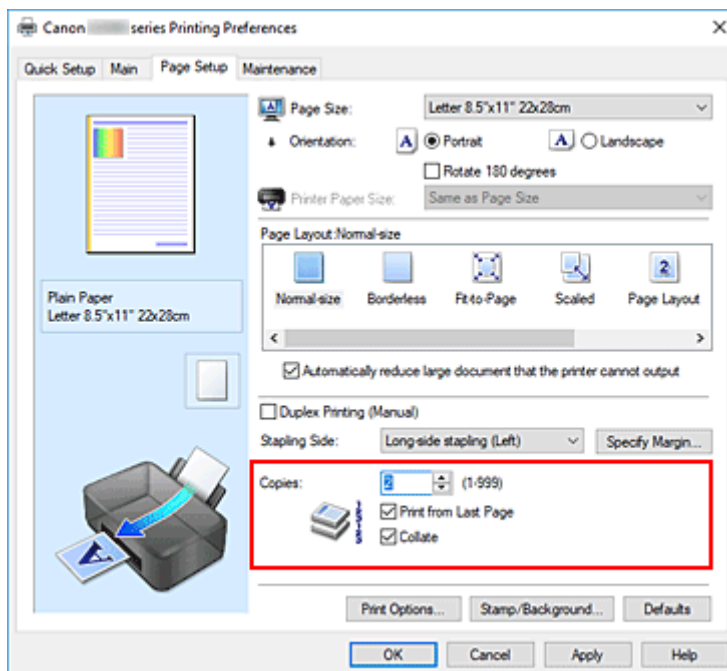 Canon series Printing Preferences
Quick Setup Main Page Setup Maintenance
Page Size: Letter 8.5"x11" 22x28cm
Orientation: A Portrait A Landscape
Rotate 180 degrees
Printer Paper Size: Same as Page Size
Page Layout:Normal-size
2
Normal-size Borderless Fit-to-Page Scaled Page Layout
Plain Paper
Letter 8.5"x11" 22x28cm
Automatically reduce large document that the printer cannot output
Duplex Printing (Manual)
Stapling Side: Long-side stapling (Left) Specify Margin...
Copies: 2 (1-999)
Print from Last Page
Collate
A
Print Options... Stamp/Background... Defaults
OK Cancel Apply Help